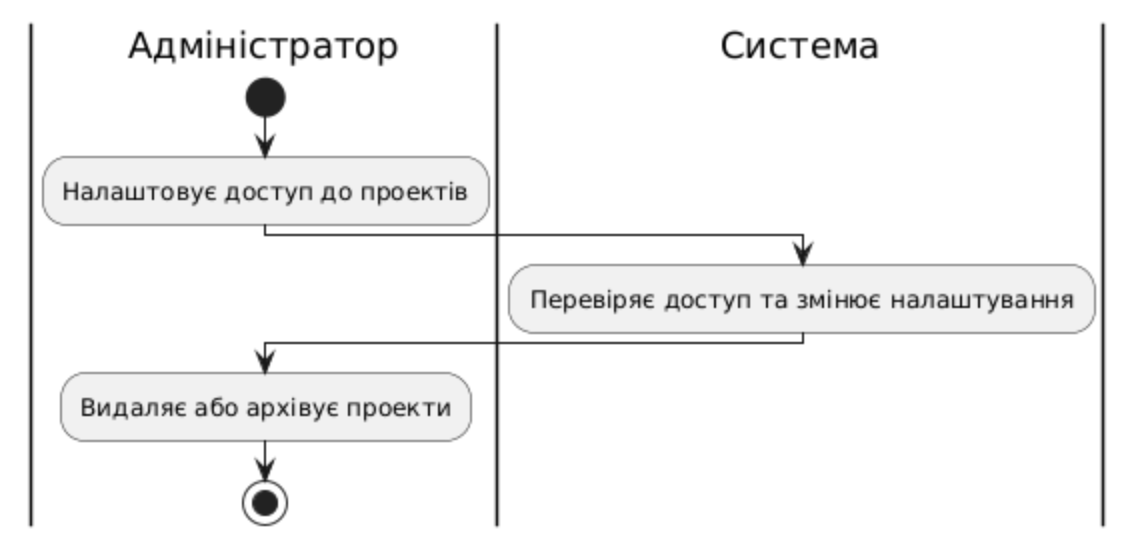 Адміністратор
Система
Налаштовує доступ до проектів
Перевіряє доступ та змінює налаштування
Видаляє або архівує проекти